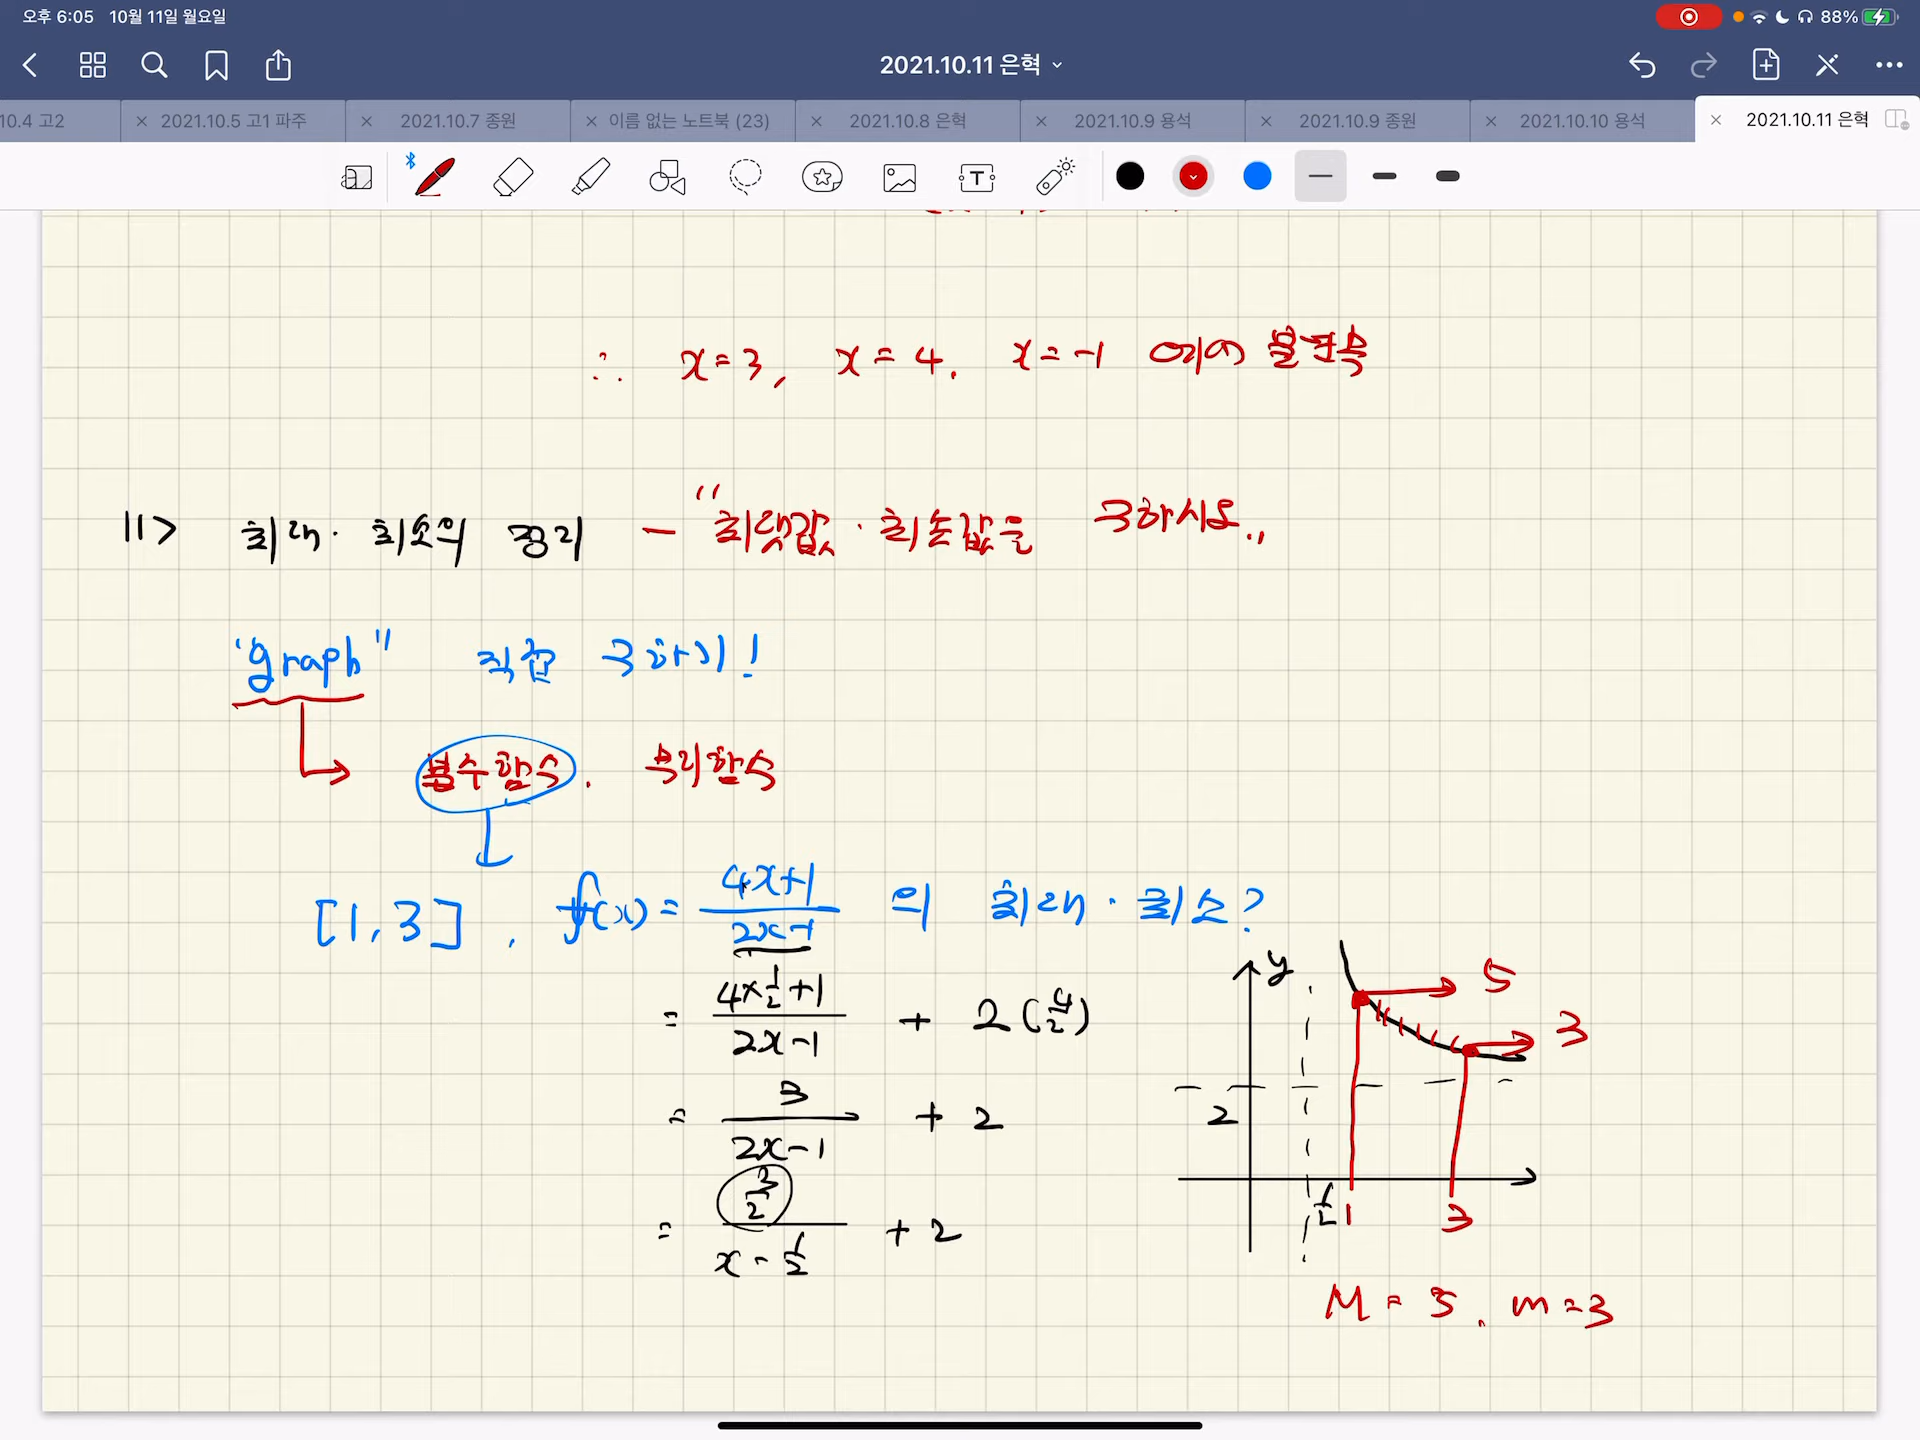 오후 6:05 10월 11일 월요일
88%
2021.10.11 은혁
10.4 고2
2021.10.5 고1 파주
2021.10.7 종원
이름 없는 노트북 (23)
2021.10.8 은혁
2021.10.9 용석
2021.10.9 종원
2021.10.10 용석
2021.10.11 은혁
∴ x=3, x=4, x=-1 에서 불연속
11> 최대·최소의 정리 - "최댓값·최솟값을 구하시오.,,
"graph" 직접 구하기!
분수함수, 무리함수
[1,3], f(x) = (4x+1)/(2x-1) 의 최대·최소?
= (4×1/2+1)/(2x-1) + 2(4/2)
= 3/(2x-1) + 2
= (3/2)/(x-1/2) + 2
y
5
3
2
1/2 1 3
M = 5, m = 3